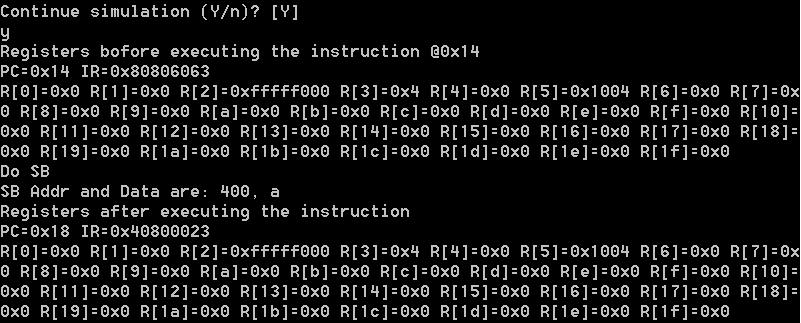 Continue simulation (Y/n)? [Y]
y
Registers bofore executing the instruction @0x14
PC=0x14 IR=0x80806063
R[0]=0x0 R[1]=0x0 R[2]=0xfffff000 R[3]=0x4 R[4]=0x0 R[5]=0x1004 R[6]=0x0 R[7]=0x
0 R[8]=0x0 R[9]=0x0 R[a]=0x0 R[b]=0x0 R[c]=0x0 R[d]=0x0 R[e]=0x0 R[f]=0x0 R[10]=
0x0 R[11]=0x0 R[12]=0x0 R[13]=0x0 R[14]=0x0 R[15]=0x0 R[16]=0x0 R[17]=0x0 R[18]=
0x0 R[19]=0x0 R[1a]=0x0 R[1b]=0x0 R[1c]=0x0 R[1d]=0x0 R[1e]=0x0 R[1f]=0x0
Do SB
SB Addr and Data are: 400, a
Registers after executing the instruction
PC=0x18 IR=0x40800023
R[0]=0x0 R[1]=0x0 R[2]=0xfffff000 R[3]=0x4 R[4]=0x0 R[5]=0x1004 R[6]=0x0 R[7]=0x
0 R[8]=0x0 R[9]=0x0 R[a]=0x0 R[b]=0x0 R[c]=0x0 R[d]=0x0 R[e]=0x0 R[f]=0x0 R[10]=
0x0 R[11]=0x0 R[12]=0x0 R[13]=0x0 R[14]=0x0 R[15]=0x0 R[16]=0x0 R[17]=0x0 R[18]=
0x0 R[19]=0x0 R[1a]=0x0 R[1b]=0x0 R[1c]=0x0 R[1d]=0x0 R[1e]=0x0 R[1f]=0x0